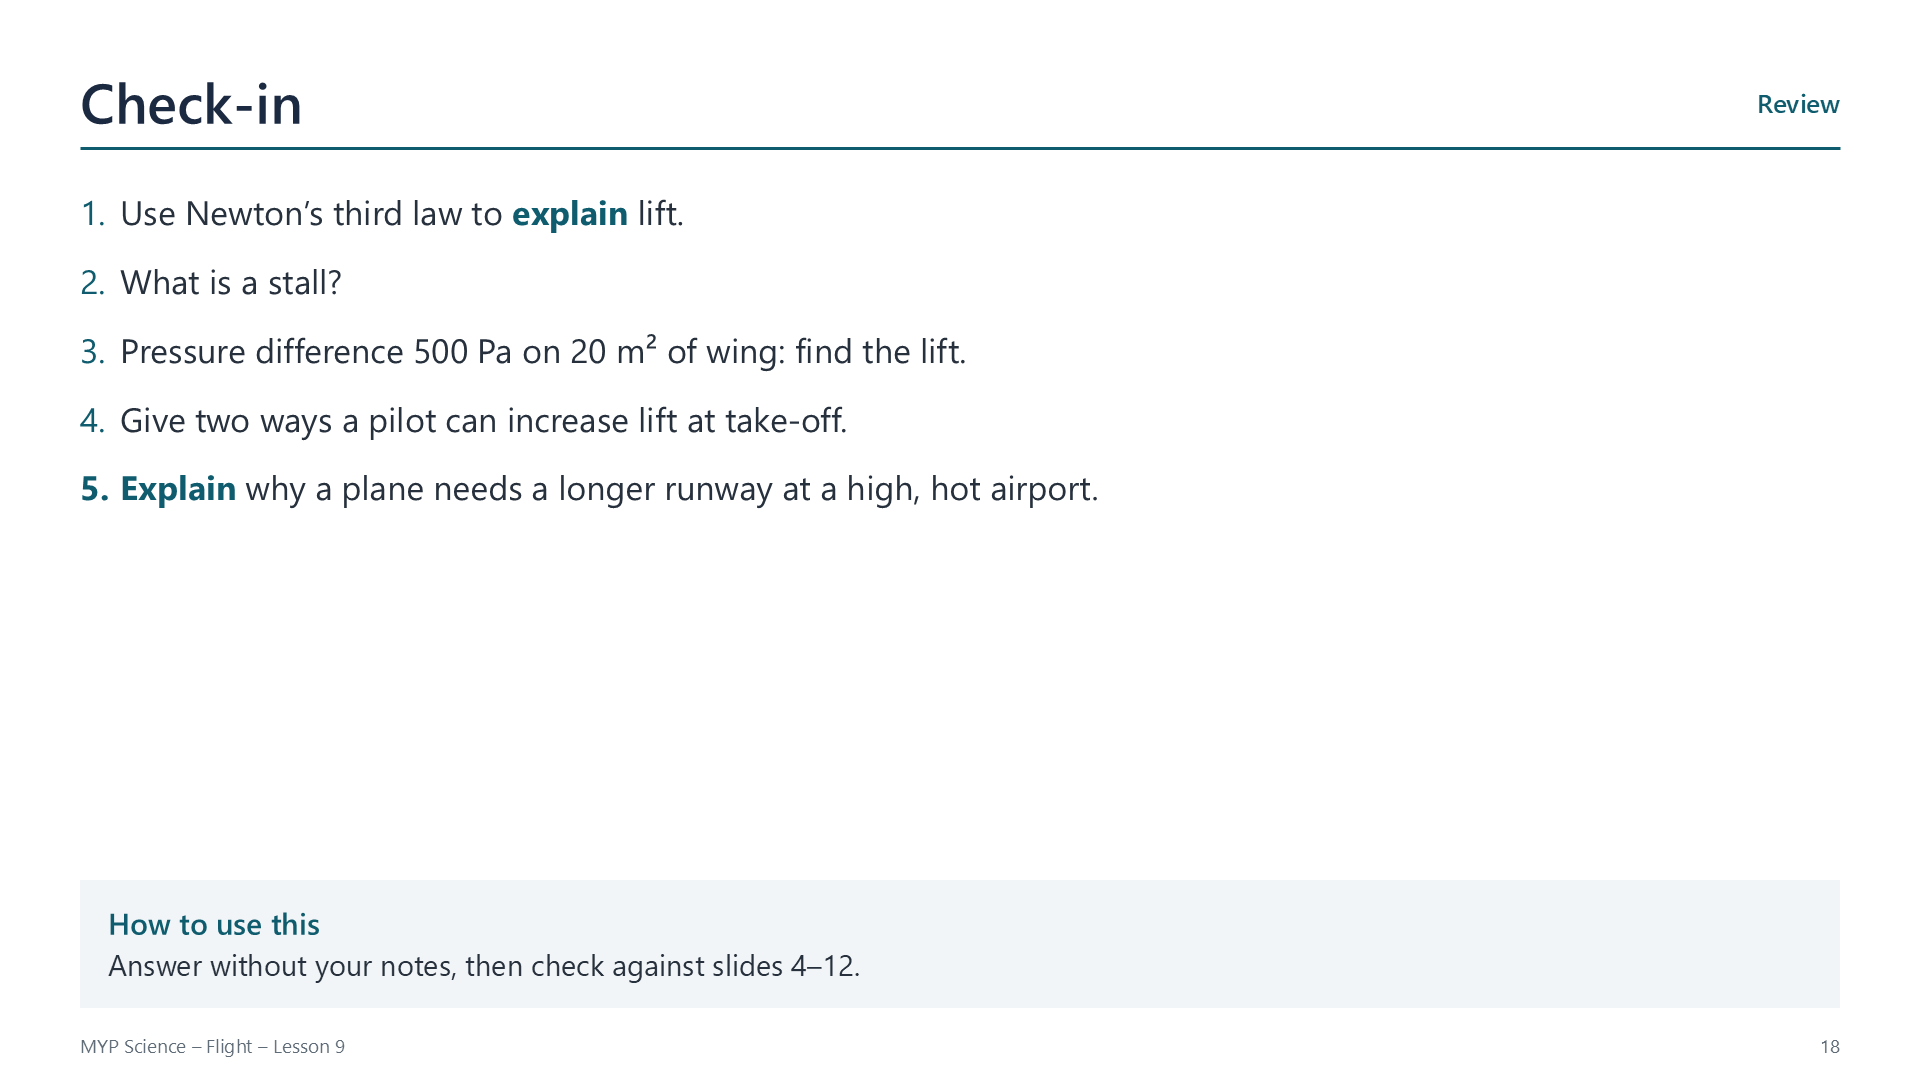 Check-in
Review
1. Use Newton’s third law to explain lift.
2. What is a stall?
3. Pressure difference 500 Pa on 20 m² of wing: find the lift.
4. Give two ways a pilot can increase lift at take-off.
5. Explain why a plane needs a longer runway at a high, hot airport.
How to use this
Answer without your notes, then check against slides 4–12.
MYP Science – Flight – Lesson 9
18